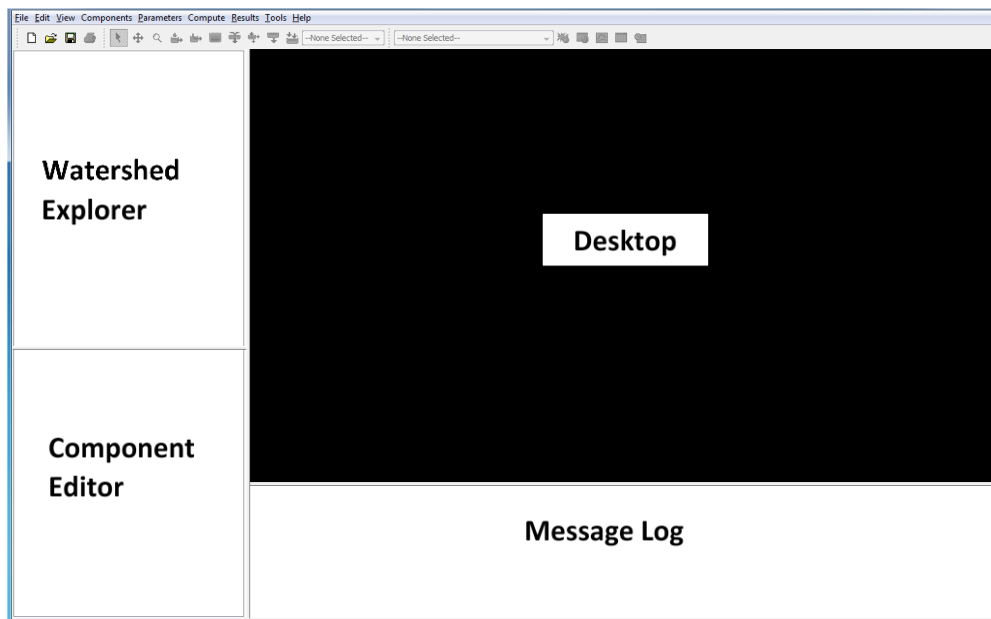 File Edit View Components Parameters Compute Results Tools Help
--None Selected-- --None Selected--
Watershed
Explorer
Desktop
Component
Editor
Message Log